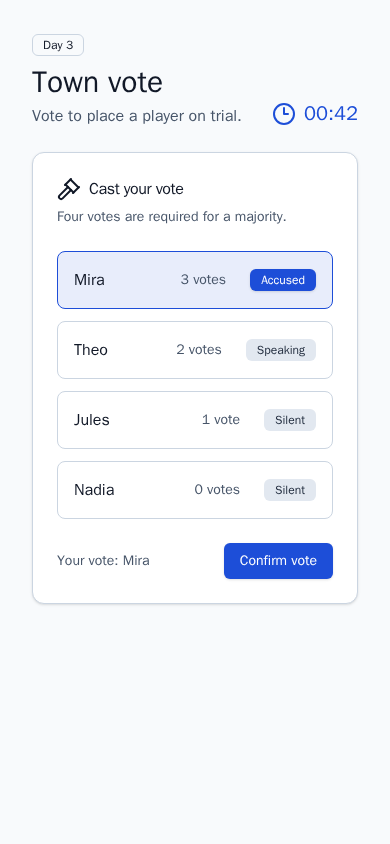 Day 3
Town vote
Vote to place a player on trial.
00:42
Cast your vote
Four votes are required for a majority.
Mira 3 votes Accused
Theo 2 votes Speaking
Jules 1 vote Silent
Nadia 0 votes Silent
Your vote: Mira Confirm vote